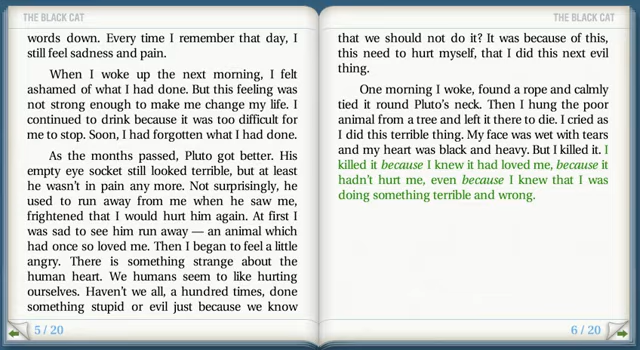 THE BLACK CAT
words down. Every time I remember that day, I
still feel sadness and pain.
When I woke up the next morning, I felt
ashamed of what I had done. But this feeling was
not strong enough to make me change my life. I
continued to drink because it was too difficult for
me to stop. Soon, I had forgotten what I had done.
As the months passed, Pluto got better. His
empty eye socket still looked terrible, but at least
he wasn't in pain any more. Not surprisingly, he
used to run away from me when he saw me,
frightened that I would hurt him again. At first I
was sad to see him run away — an animal which
had once so loved me. Then I began to feel a little
angry. There is something strange about the
human heart. We humans seem to like hurting
ourselves. Haven't we all, a hundred times, done
something stupid or evil just because we know
5 / 20
THE BLACK CAT
that we should not do it? It was because of this,
this need to hurt myself, that I did this next evil
thing.
One morning I woke, found a rope and calmly
tied it round Pluto's neck. Then I hung the poor
animal from a tree and left it there to die. I cried as
I did this terrible thing. My face was wet with tears
and my heart was black and heavy. But I killed it. I
killed it because I knew it had loved me, because it
hadn't hurt me, even because I knew that I was
doing something terrible and wrong.
6 / 20